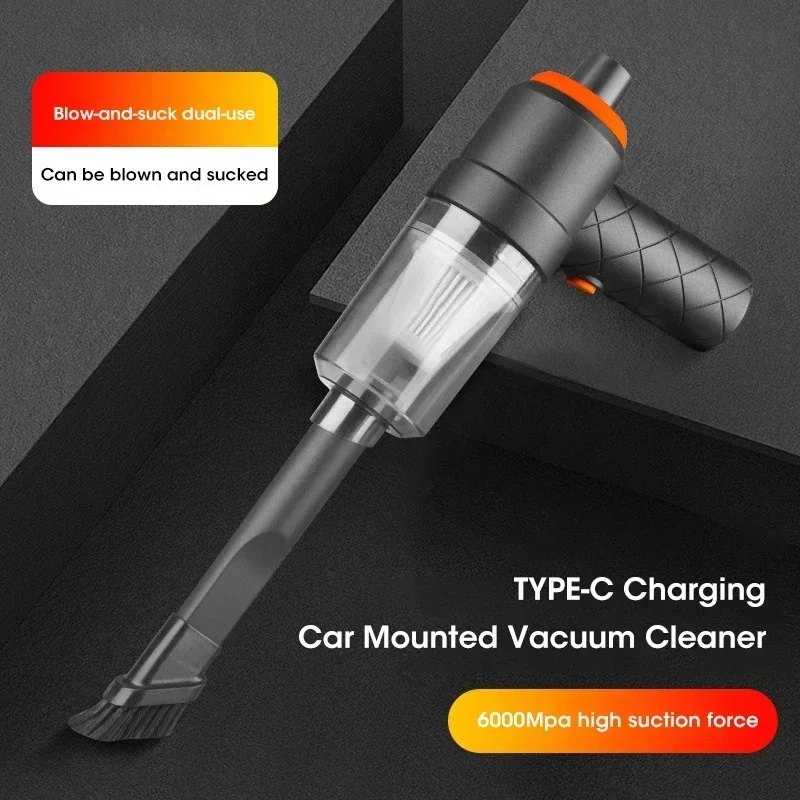 Blow-and-suck dual-use
Can be blown and sucked
TYPE-C Charging
Car Mounted Vacuum Cleaner
6000Mpa high suction force